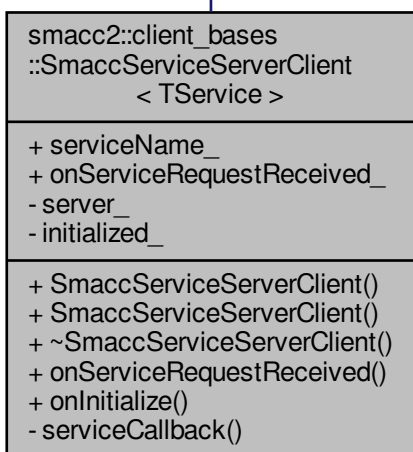 smacc2::client_bases
::SmaccServiceServerClient
< TService >
+ serviceName_
+ onServiceRequestReceived_
- server_
- initialized_
+ SmaccServiceServerClient()
+ SmaccServiceServerClient()
+ ~SmaccServiceServerClient()
+ onServiceRequestReceived()
+ onInitialize()
- serviceCallback()